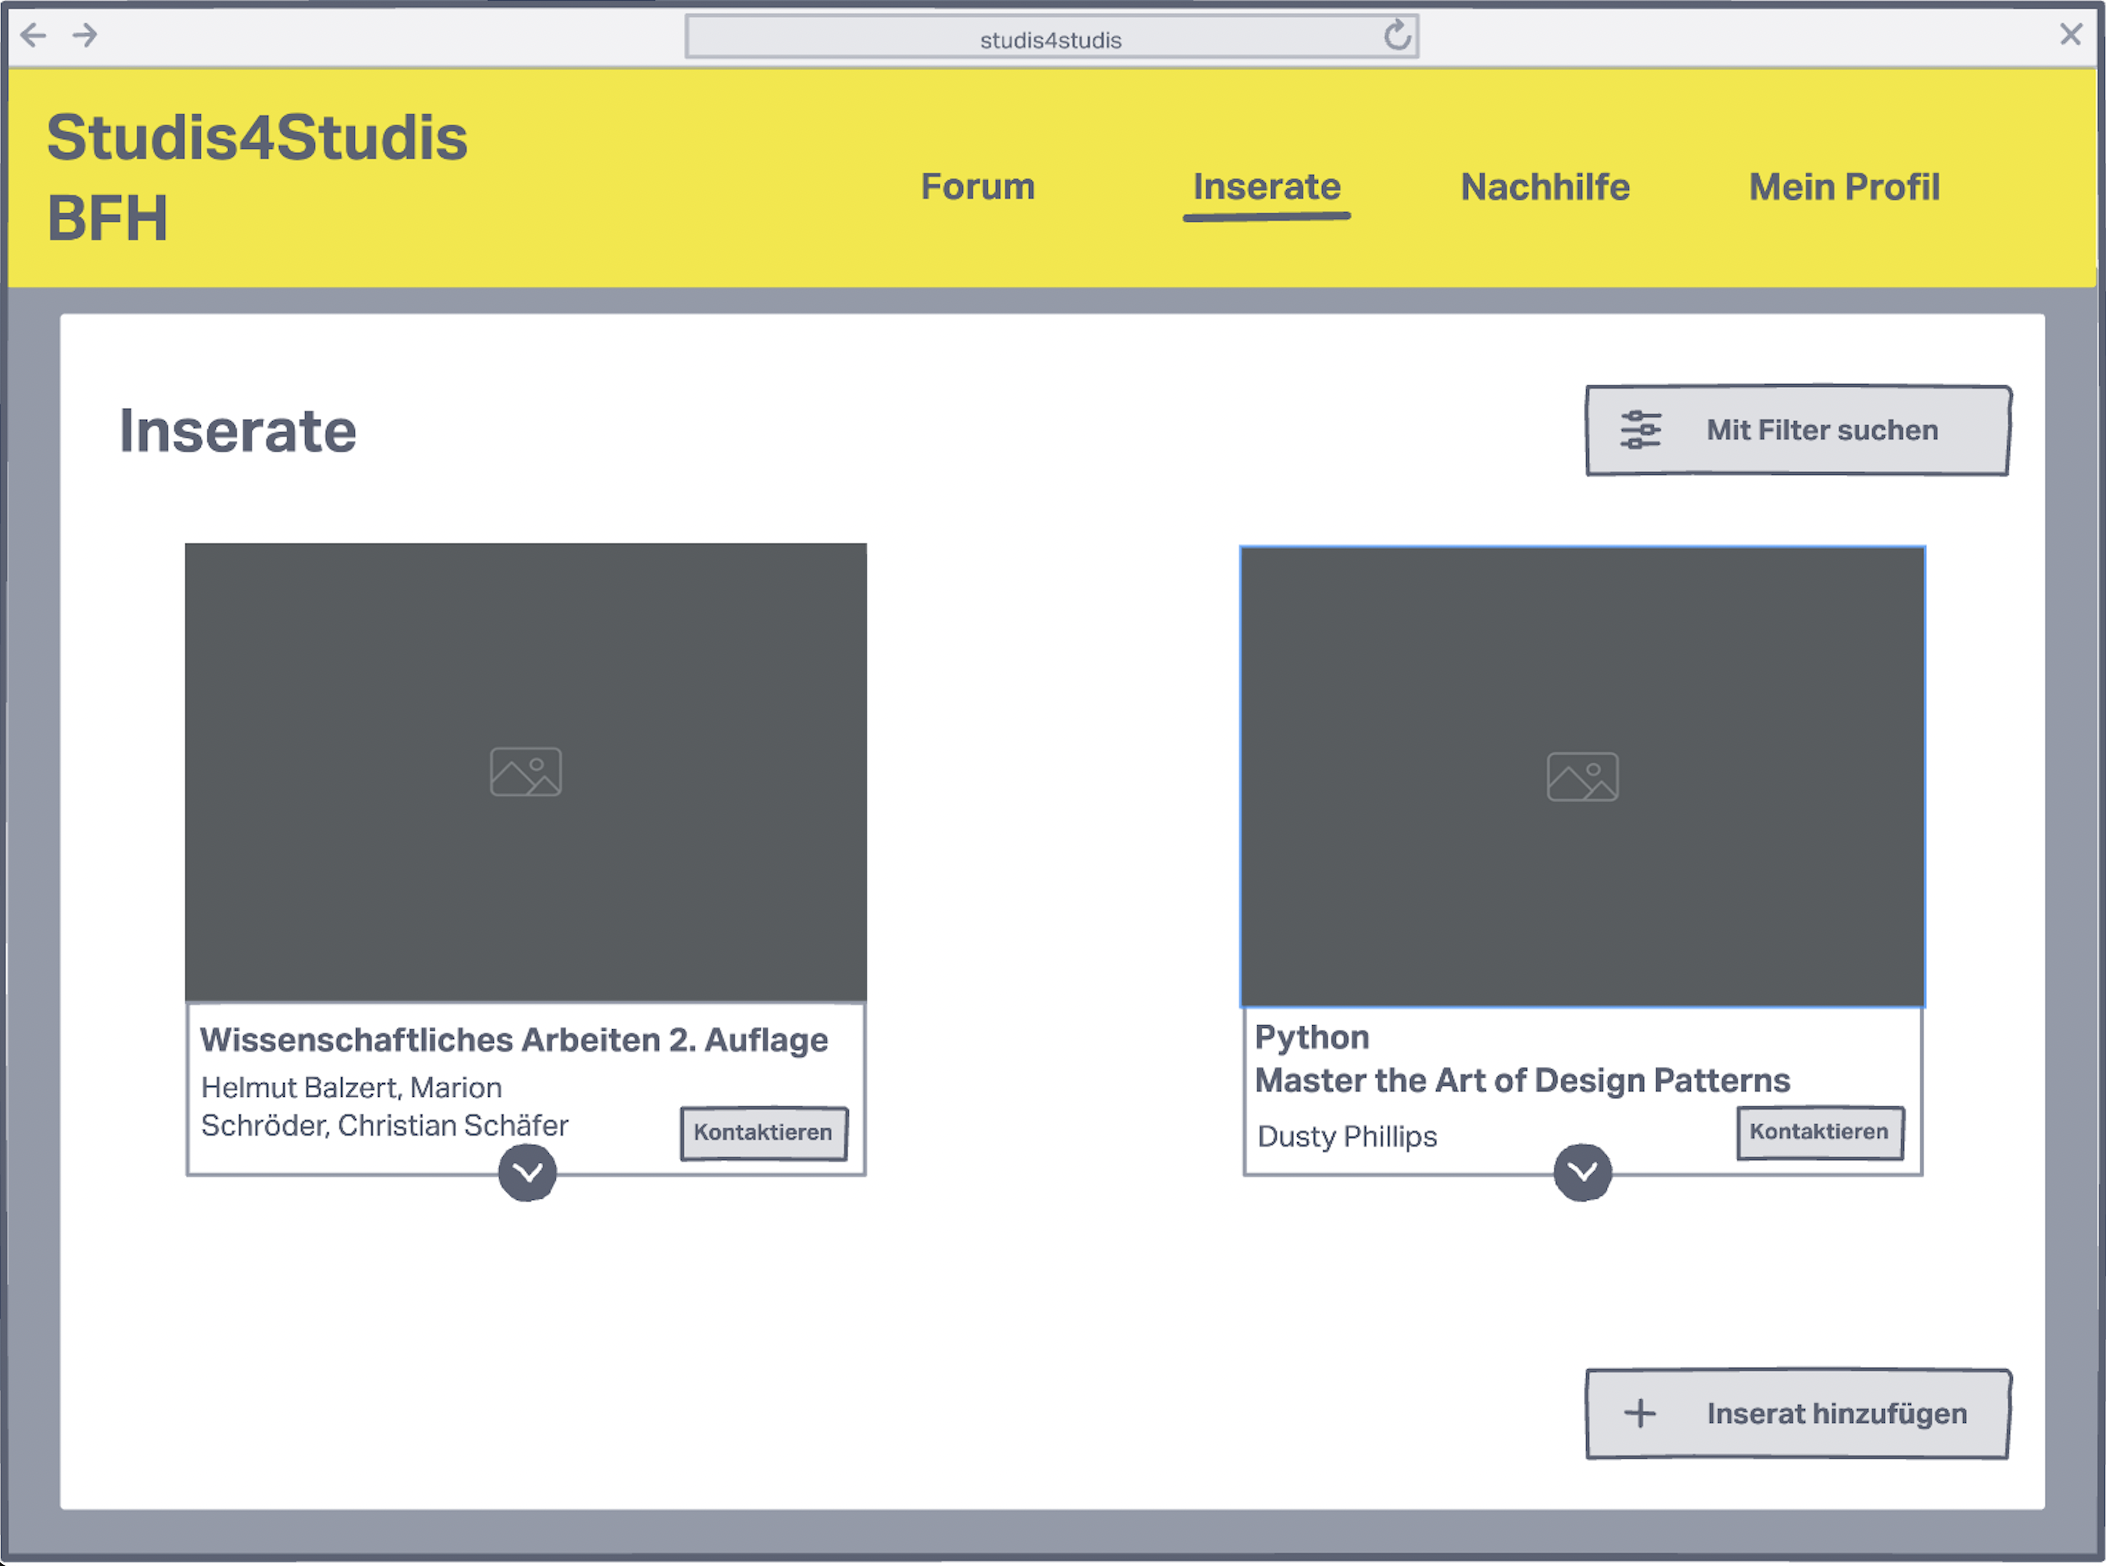 studis4studis
Studis4Studis
BFH
Forum
Inserate
Nachhilfe
Mein Profil
Inserate
Mit Filter suchen
Wissenschaftliches Arbeiten 2. Auflage
Helmut Balzert, Marion
Schröder, Christian Schäfer
Kontaktieren
Python
Master the Art of Design Patterns
Dusty Phillips
Kontaktieren
Inserat hinzufügen